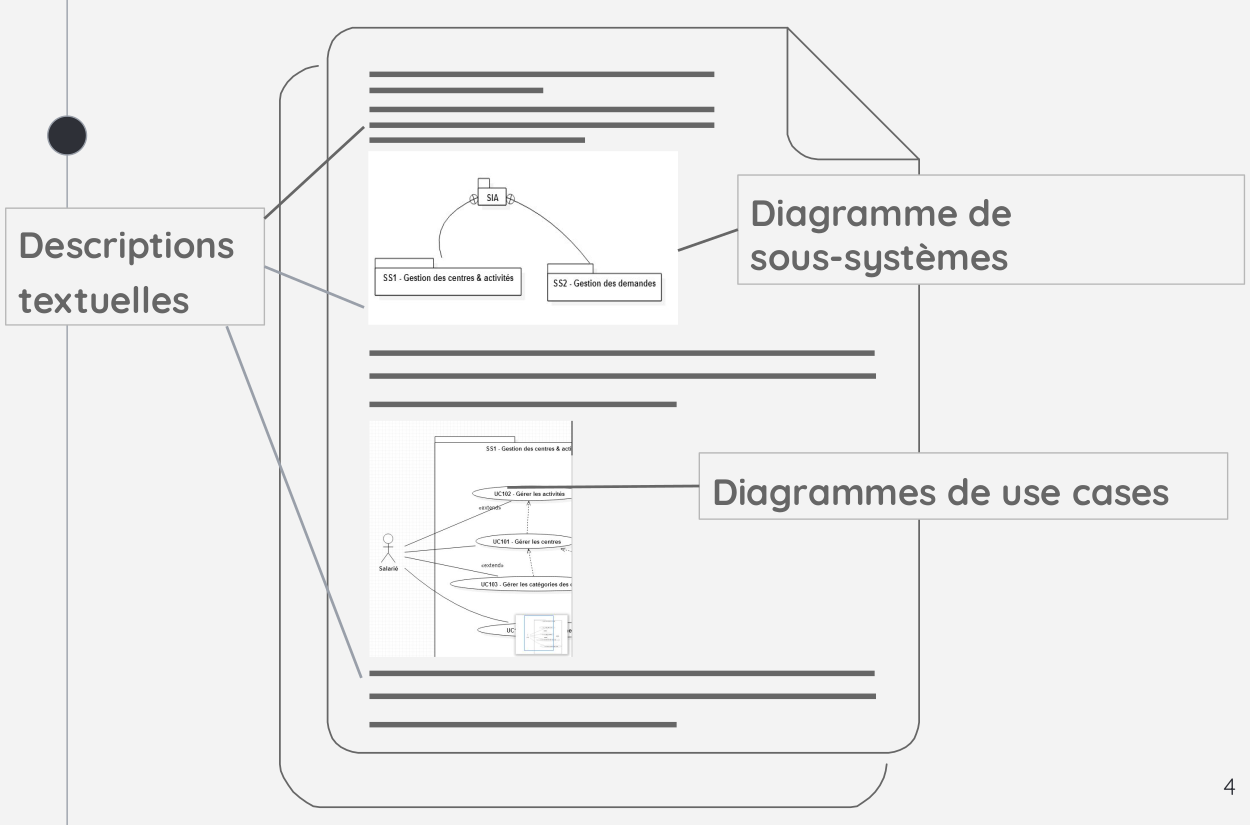 Descriptions
textuelles
SIA
SS1 - Gestion des centres & activités
SS2 - Gestion des demandes
Diagramme de
sous-systèmes
SS1 - Gestion des centres & acti
UC102 - Gérer les activités
«extend»
UC101 - Gérer les centres
«extend»
UC103 - Gérer les catégories des
Salarié
Diagrammes de use cases
4